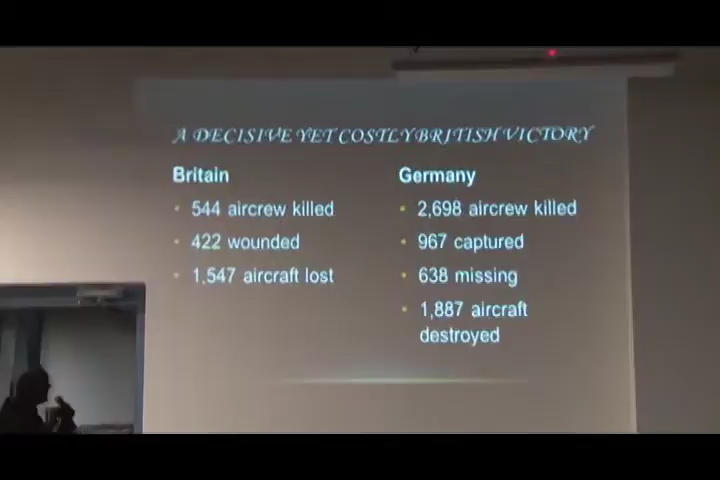 A DECISIVE YET COSTLY BRITISH VICTORY
Britain
• 544 aircrew killed
• 422 wounded
• 1,547 aircraft lost
Germany
• 2,698 aircrew killed
• 967 captured
• 638 missing
• 1,887 aircraft
destroyed